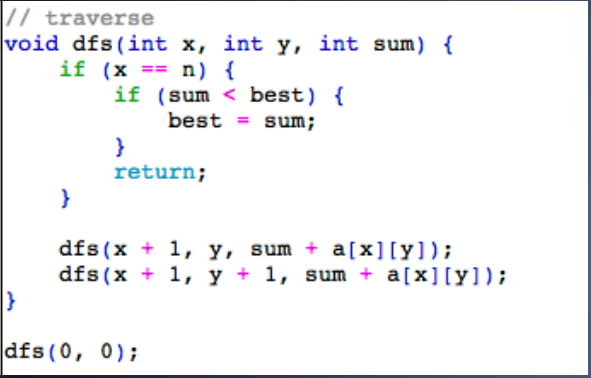 // traverse
void dfs(int x, int y, int sum) {
    if (x == n) {
        if (sum < best) {
            best = sum;
        }
        return;
    }

    dfs(x + 1, y, sum + a[x][y]);
    dfs(x + 1, y + 1, sum + a[x][y]);
}

dfs(0, 0);